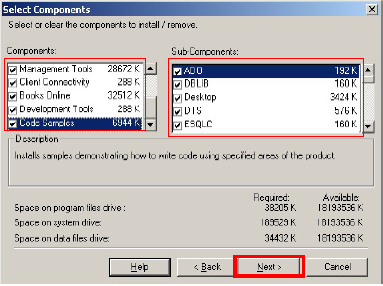 Select Components
Select or clear the components to install / remove.
Components:
Management Tools 28672 K
Client Connectivity 288 K
Books Online 32512 K
Development Tools 288 K
Code Samples 6944 K
Sub-Components:
ADO 192 K
DBLIB 160 K
Desktop 3424 K
DTS 576 K
ESQLC 160 K
Description
Installs samples demonstrating how to write code using specified areas of the product
Required: Available:
Space on program files drive: 38205 K 18193536 K
Space on system drive: 189529 K 18193536 K
Space on data files drive: 34432 K 18193536 K
Help < Back Next > Cancel